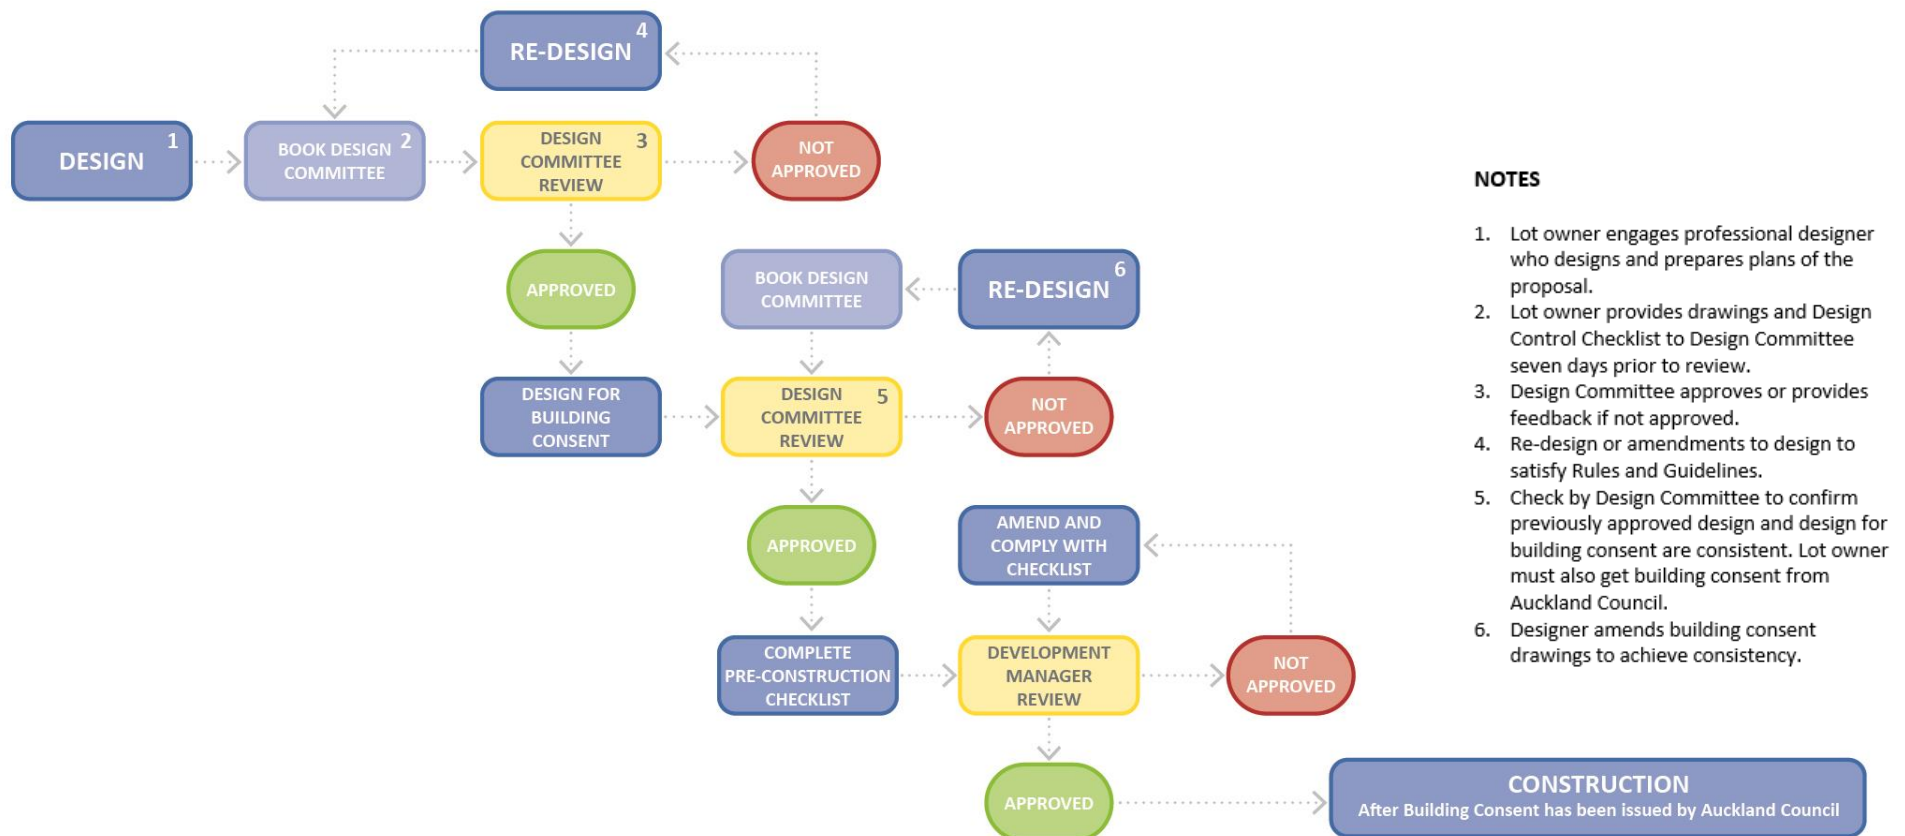 RE-DESIGN 4
DESIGN 1
BOOK DESIGN 2
COMMITTEE
DESIGN 3
COMMITTEE
REVIEW
NOT
APPROVED
APPROVED
BOOK DESIGN
COMMITTEE
RE-DESIGN 6
DESIGN FOR
BUILDING
CONSENT
DESIGN 5
COMMITTEE
REVIEW
NOT
APPROVED
APPROVED
AMEND AND
COMPLY WITH
CHECKLIST
COMPLETE
PRE-CONSTRUCTION
CHECKLIST
DEVELOPMENT
MANAGER
REVIEW
NOT
APPROVED
APPROVED
CONSTRUCTION
After Building Consent has been issued by Auckland Council
NOTES
1. Lot owner engages professional designer
who designs and prepares plans of the
proposal.
2. Lot owner provides drawings and Design
Control Checklist to Design Committee
seven days prior to review.
3. Design Committee approves or provides
feedback if not approved.
4. Re-design or amendments to design to
satisfy Rules and Guidelines.
5. Check by Design Committee to confirm
previously approved design and design for
building consent are consistent. Lot owner
must also get building consent from
Auckland Council.
6. Designer amends building consent
drawings to achieve consistency.